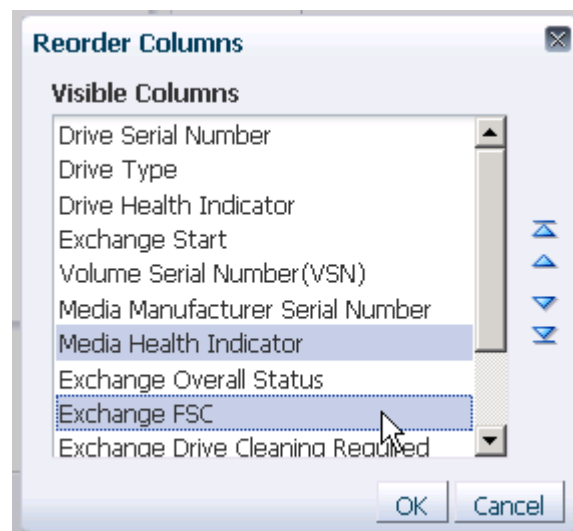 Reorder Columns
Visible Columns
Drive Serial Number
Drive Type
Drive Health Indicator
Exchange Start
Volume Serial Number(VSN)
Media Manufacturer Serial Number
Media Health Indicator
Exchange Overall Status
Exchange FSC
Exchange Drive Cleaning Required
OK
Cancel